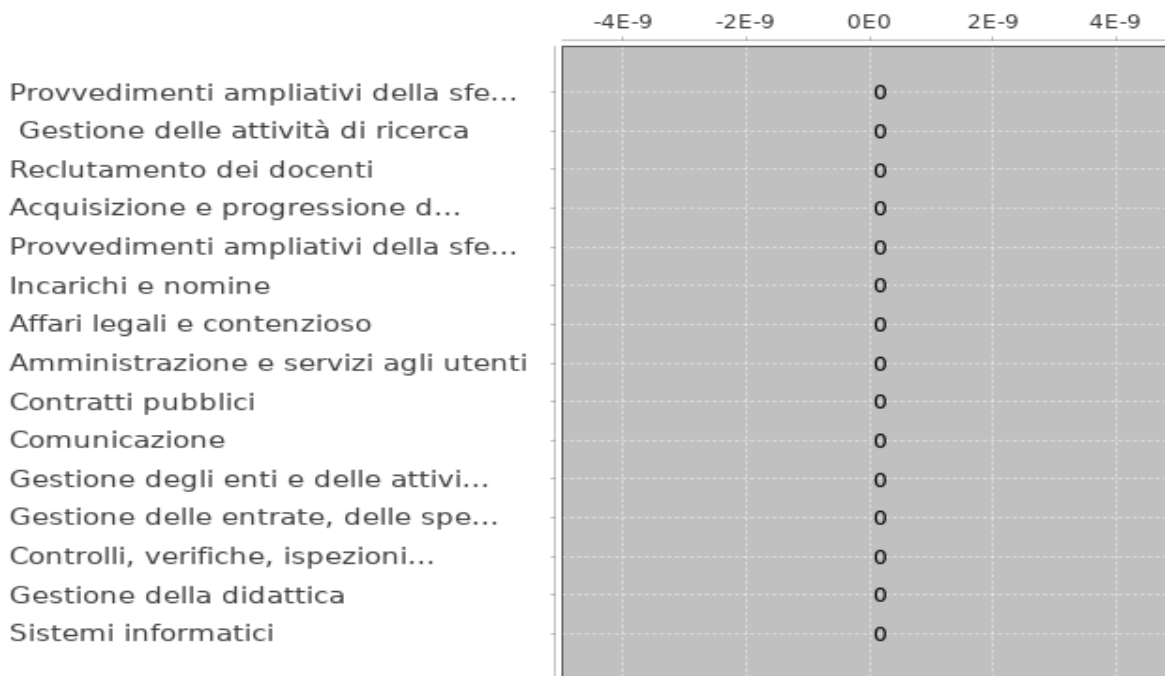 -4E-9 -2E-9 0E0 2E-9 4E-9
Provvedimenti ampliativi della sfe... 0
Gestione delle attività di ricerca 0
Reclutamento dei docenti 0
Acquisizione e progressione d... 0
Provvedimenti ampliativi della sfe... 0
Incarichi e nomine 0
Affari legali e contenzioso 0
Amministrazione e servizi agli utenti 0
Contratti pubblici 0
Comunicazione 0
Gestione degli enti e delle attivi... 0
Gestione delle entrate, delle spe... 0
Controlli, verifiche, ispezioni... 0
Gestione della didattica 0
Sistemi informatici 0